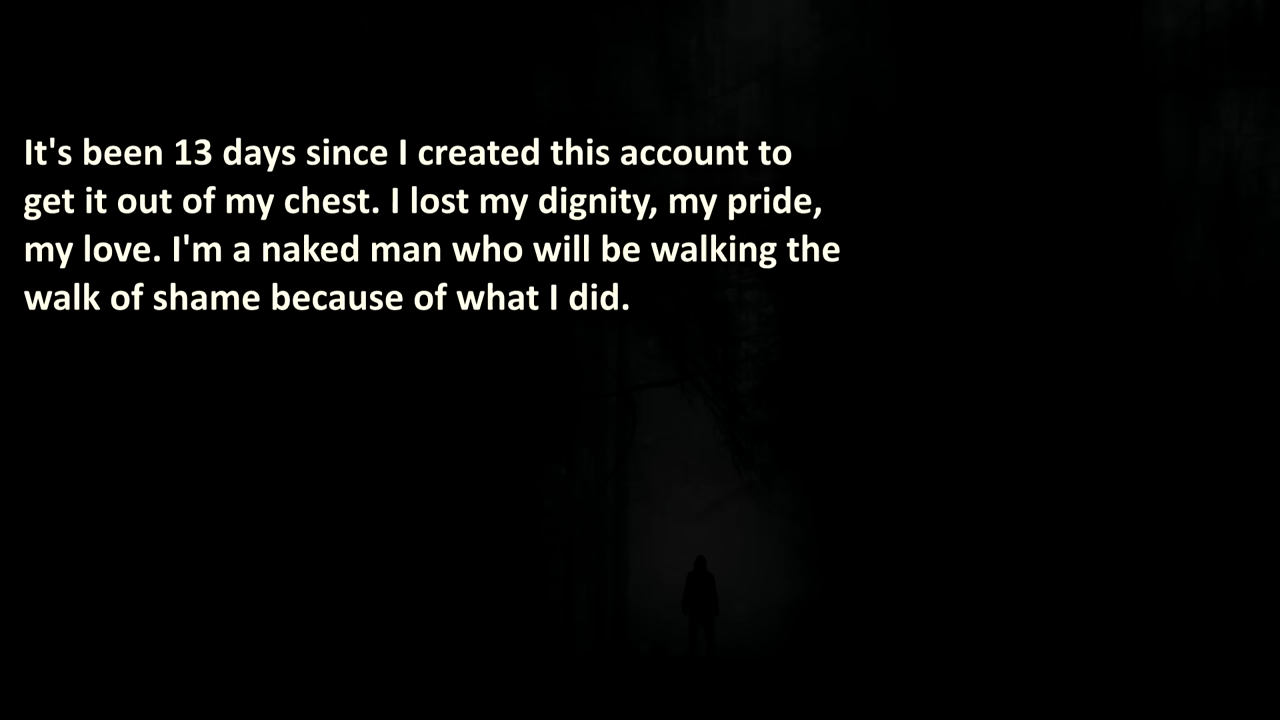 It's been 13 days since I created this account to
get it out of my chest. I lost my dignity, my pride,
my love. I'm a naked man who will be walking the
walk of shame because of what I did.